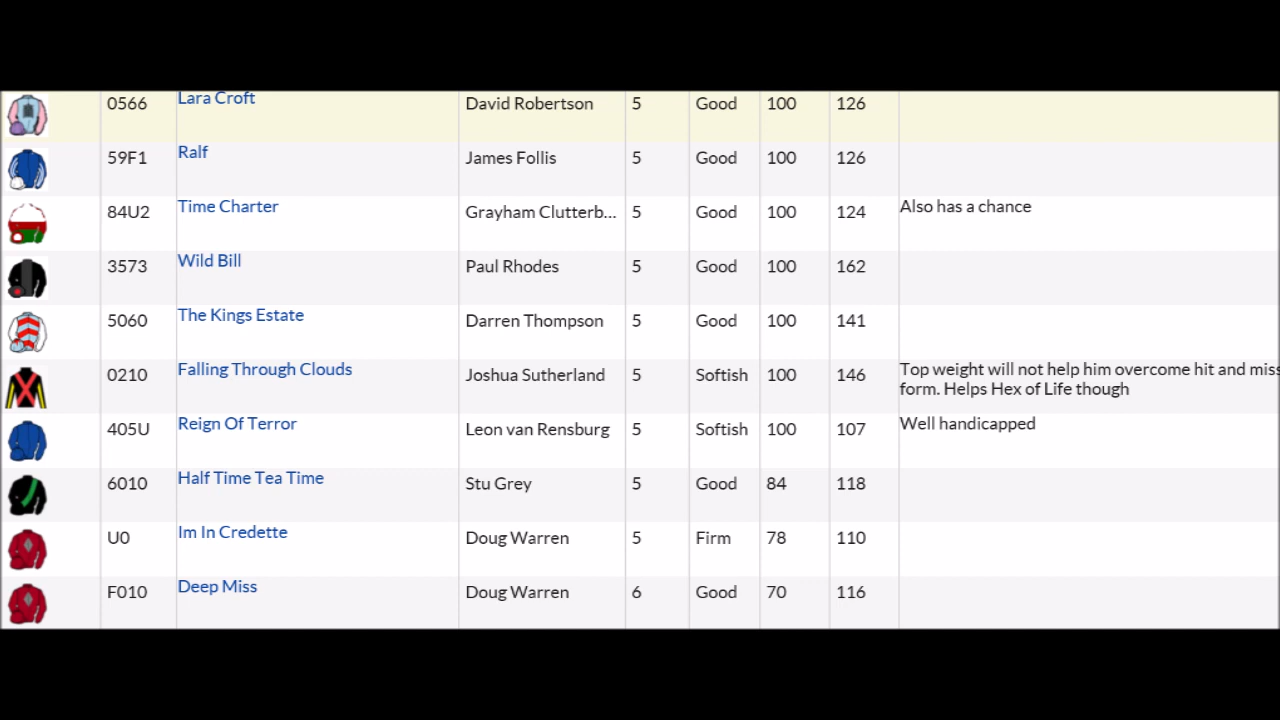 0566 Lara Croft David Robertson 5 Good 100 126
59F1 Ralf James Follis 5 Good 100 126
84U2 Time Charter Grayham Clutterb... 5 Good 100 124 Also has a chance
3573 Wild Bill Paul Rhodes 5 Good 100 162
5060 The Kings Estate Darren Thompson 5 Good 100 141
0210 Falling Through Clouds Joshua Sutherland 5 Softish 100 146 Top weight will not help him overcome hit and miss
form. Helps Hex of Life though
405U Reign Of Terror Leon van Rensburg 5 Softish 100 107 Well handicapped
6010 Half Time Tea Time Stu Grey 5 Good 84 118
U0 Im In Credette Doug Warren 5 Firm 78 110
F010 Deep Miss Doug Warren 6 Good 70 116